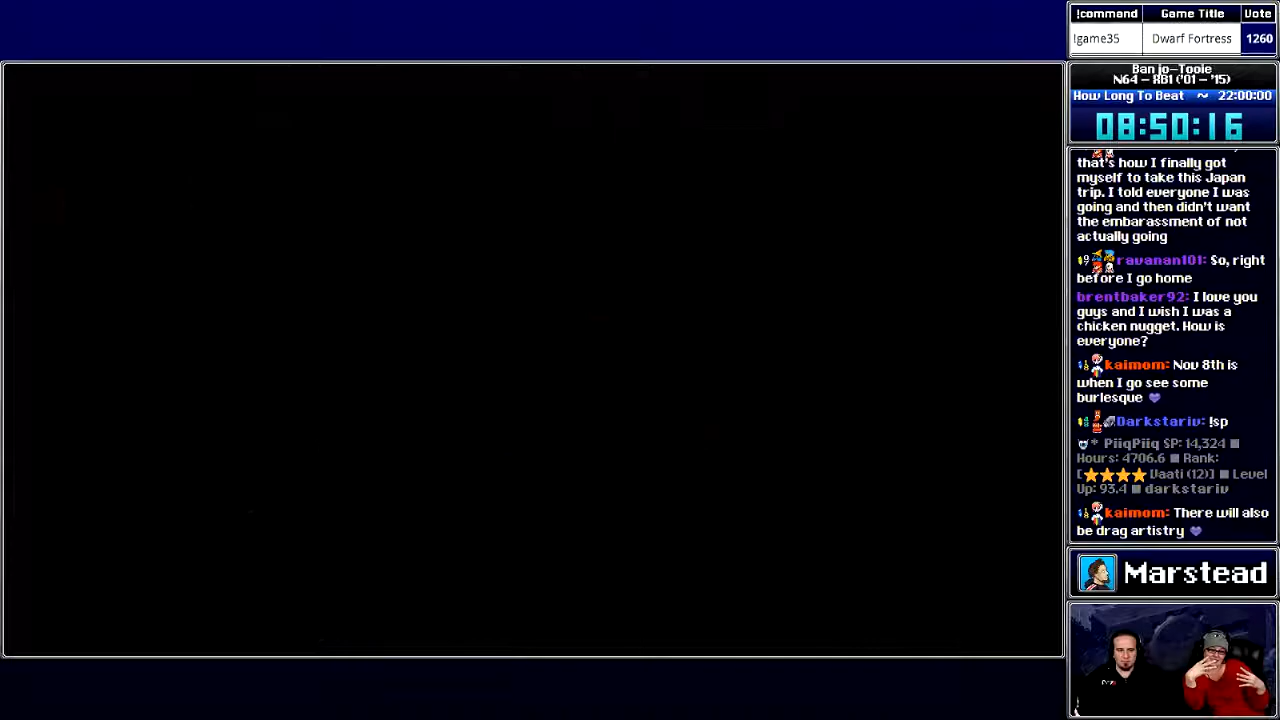 !command Game Title Vote
!game35 Dwarf Fortress 1260
Banjo-Tooie
N64 - RB1 ('01 - '15)
How Long To Beat ~ 22:00:00
08:50:16
that's how I finally got
myself to take this Japan
trip. I told everyone I was
going and then didn't want
the embarassment of not
actually going
ravanan101: So, right
before I go home
brentbaker92: I love you
guys and I wish I was a
chicken nugget. How is
everyone?
kaimom: Nov 8th is
when I go see some
burlesque
Darkstariv: !sp
* PiiqPiiq SP: 14,324
Hours: 4706.6 Rank:
[ Vaati (12)] Level
Up: 93.4 darkstariv
kaimom: There will also
be drag artistry
Marstead